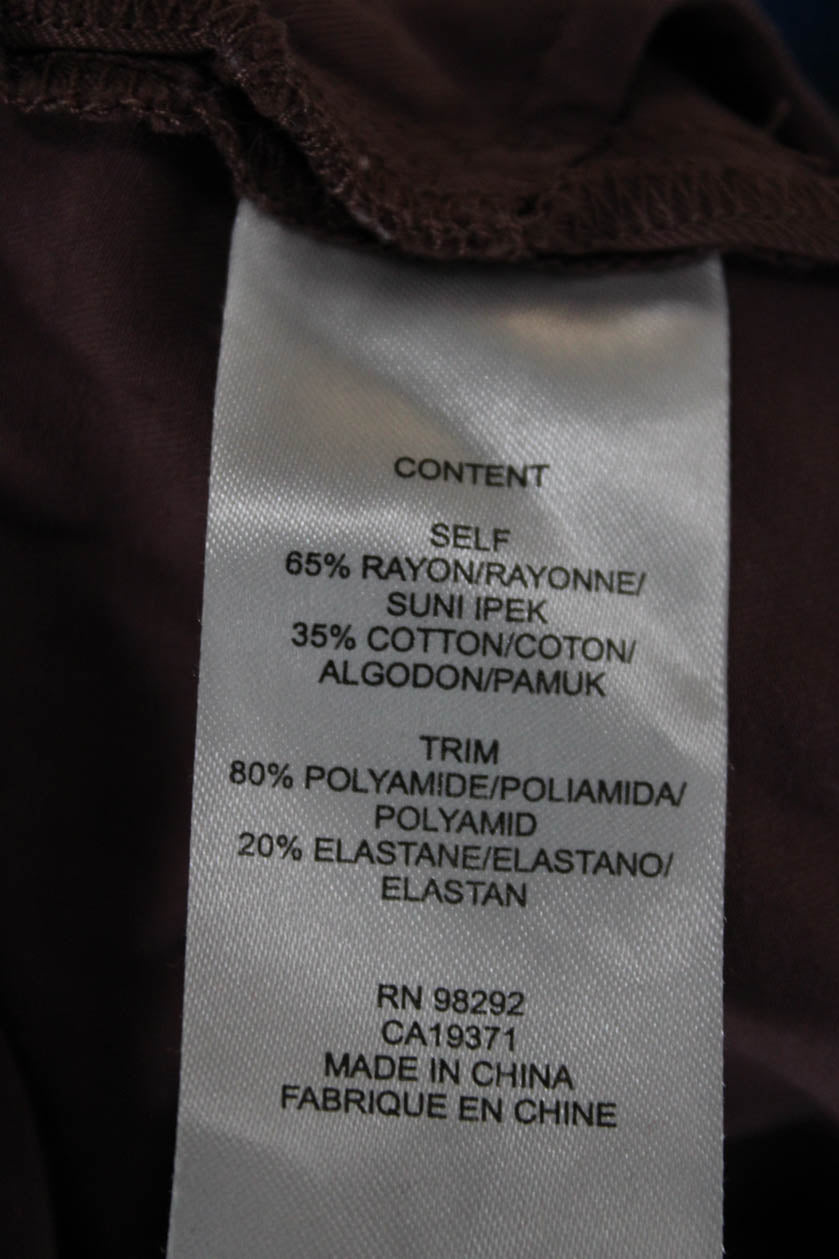 CONTENT
SELF
65% RAYON/RAYONNE/
SUNI IPEK
35% COTTON/COTON/
ALGODON/PAMUK
TRIM
80% POLYAMIDE/POLIAMIDA/
POLYAMID
20% ELASTANE/ELASTANO/
ELASTAN
RN 98292
CA19371
MADE IN CHINA
FABRIQUE EN CHINE